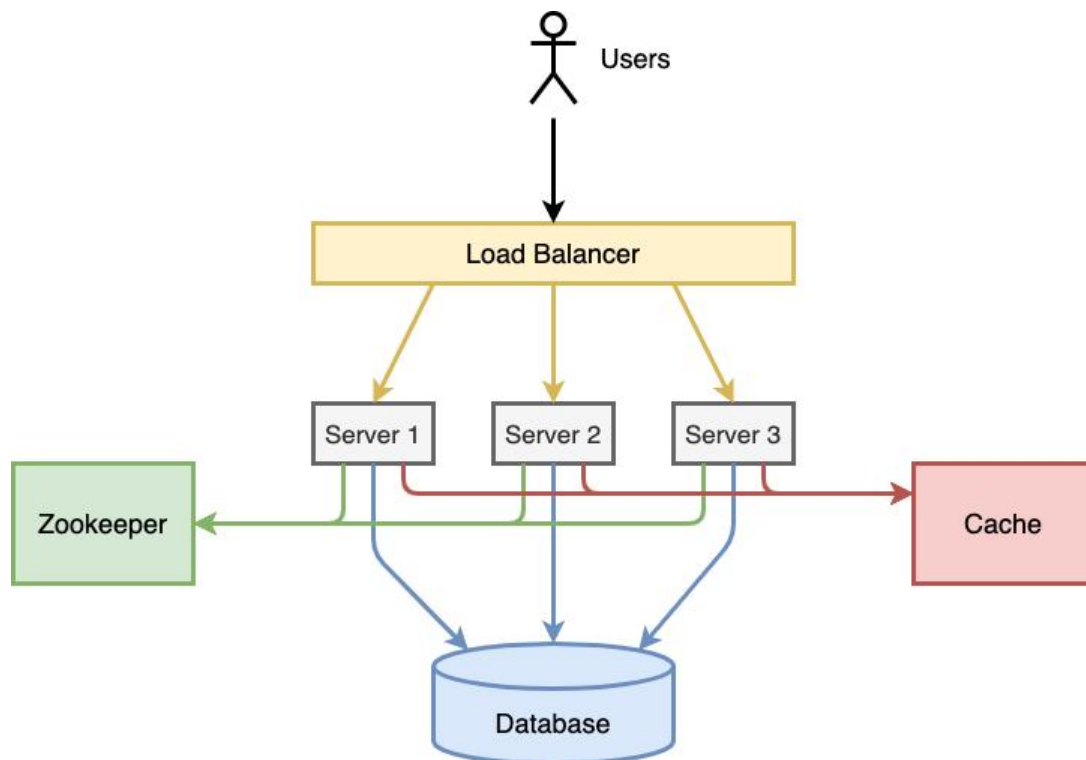 Users
Load Balancer
Server 1
Server 2
Server 3
Zookeeper
Cache
Database